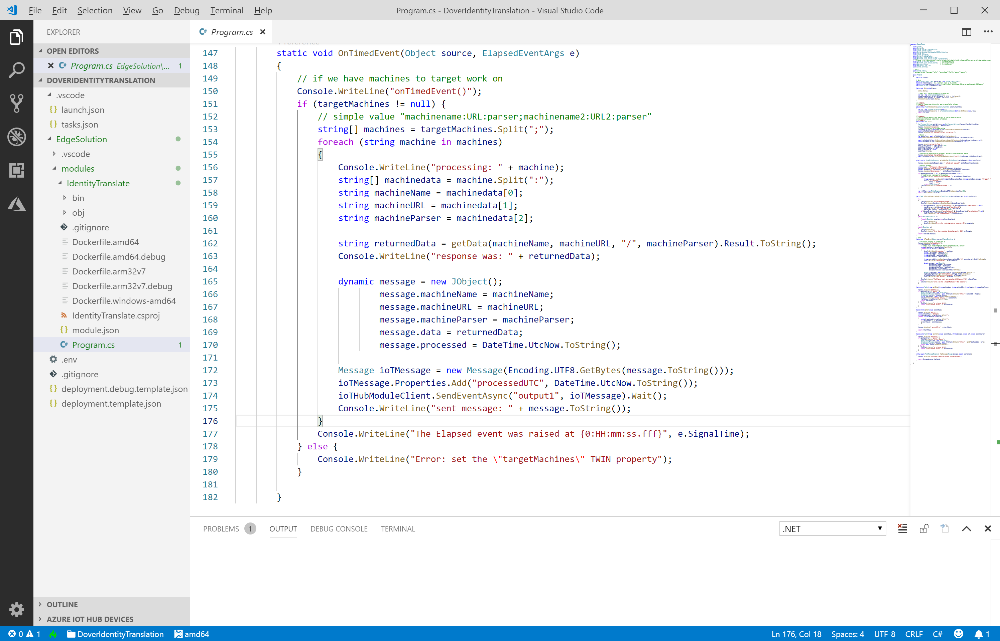 File Edit Selection View Go Debug Terminal Help
Program.cs - DoverIdentityTranslation - Visual Studio Code
EXPLORER
OPEN EDITORS
Program.cs EdgeSolution\... 1
DOVERIDENTITYTRANSLATION
.vscode
launch.json
tasks.json
EdgeSolution
.vscode
modules
IdentityTranslate
bin
obj
.gitignore
Dockerfile.amd64
Dockerfile.amd64.debug
Dockerfile.arm32v7
Dockerfile.arm32v7.debug
Dockerfile.windows-amd64
IdentityTranslate.csproj
module.json
Program.cs 1
.env
.gitignore
deployment.debug.template.json
deployment.template.json
OUTLINE
AZURE IOT HUB DEVICES
Program.cs
147 static void OnTimedEvent(Object source, ElapsedEventArgs e)
148 {
149 // if we have machines to target work on
150 Console.WriteLine("onTimedEvent()");
151 if (targetMachines != null) {
152 // simple value "machinename:URL:parser;machinename2:URL2:parser"
153 string[] machines = targetMachines.Split(";");
154 foreach (string machine in machines)
155 {
156 Console.WriteLine("processing: " + machine);
157 string[] machinedata = machine.Split(":");
158 string machineName = machinedata[0];
159 string machineURL = machinedata[1];
160 string machineParser = machinedata[2];
161
162 string returnedData = getData(machineName, machineURL, "/", machineParser).Result.ToString();
163 Console.WriteLine("response was: " + returnedData);
164
165 dynamic message = new JObject();
166 message.machineName = machineName;
167 message.machineURL = machineURL;
168 message.machineParser = machineParser;
169 message.data = returnedData;
170 message.processed = DateTime.UtcNow.ToString();
171
172 Message ioTMessage = new Message(Encoding.UTF8.GetBytes(message.ToString()));
173 ioTMessage.Properties.Add("processedUTC", DateTime.UtcNow.ToString());
174 ioTHubModuleClient.SendEventAsync("output1", ioTMessage).Wait();
175 Console.WriteLine("sent message: " + message.ToString());
176 }
177 Console.WriteLine("The Elapsed event was raised at {0:HH:mm:ss.fff}", e.SignalTime);
178 } else {
179 Console.WriteLine("Error: set the \"targetMachines\" TWIN property");
180 }
181
182 }
PROBLEMS 1 OUTPUT DEBUG CONSOLE TERMINAL
.NET
0 1 DoverIdentityTranslation amd64
Ln 176, Col 18 Spaces: 4 UTF-8 CRLF C# 1